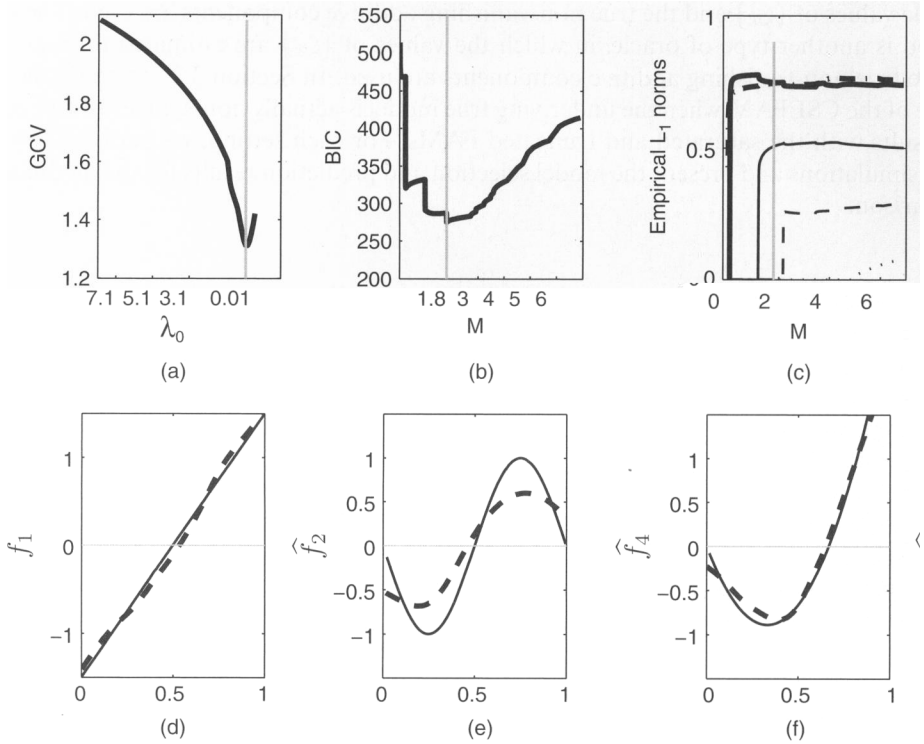 GCV
2
1.8
1.6
1.4
1.2
7.1 5.1 3.1 0.01
λ₀
(a)
BIC
550
500
450
400
350
300
250
200
1.8 3 4 5 6
M
(b)
Empirical L−1 norms
1
0.5
0
0 2 4 6
M
(c)
f₁
1
0
−1
0 0.5 1
(d)
f̂₂
1
0.5
0
−0.5
−1
0 0.5 1
(e)
f̂₄
1
0.5
0
−0.5
−1
0 0.5 1
(f)